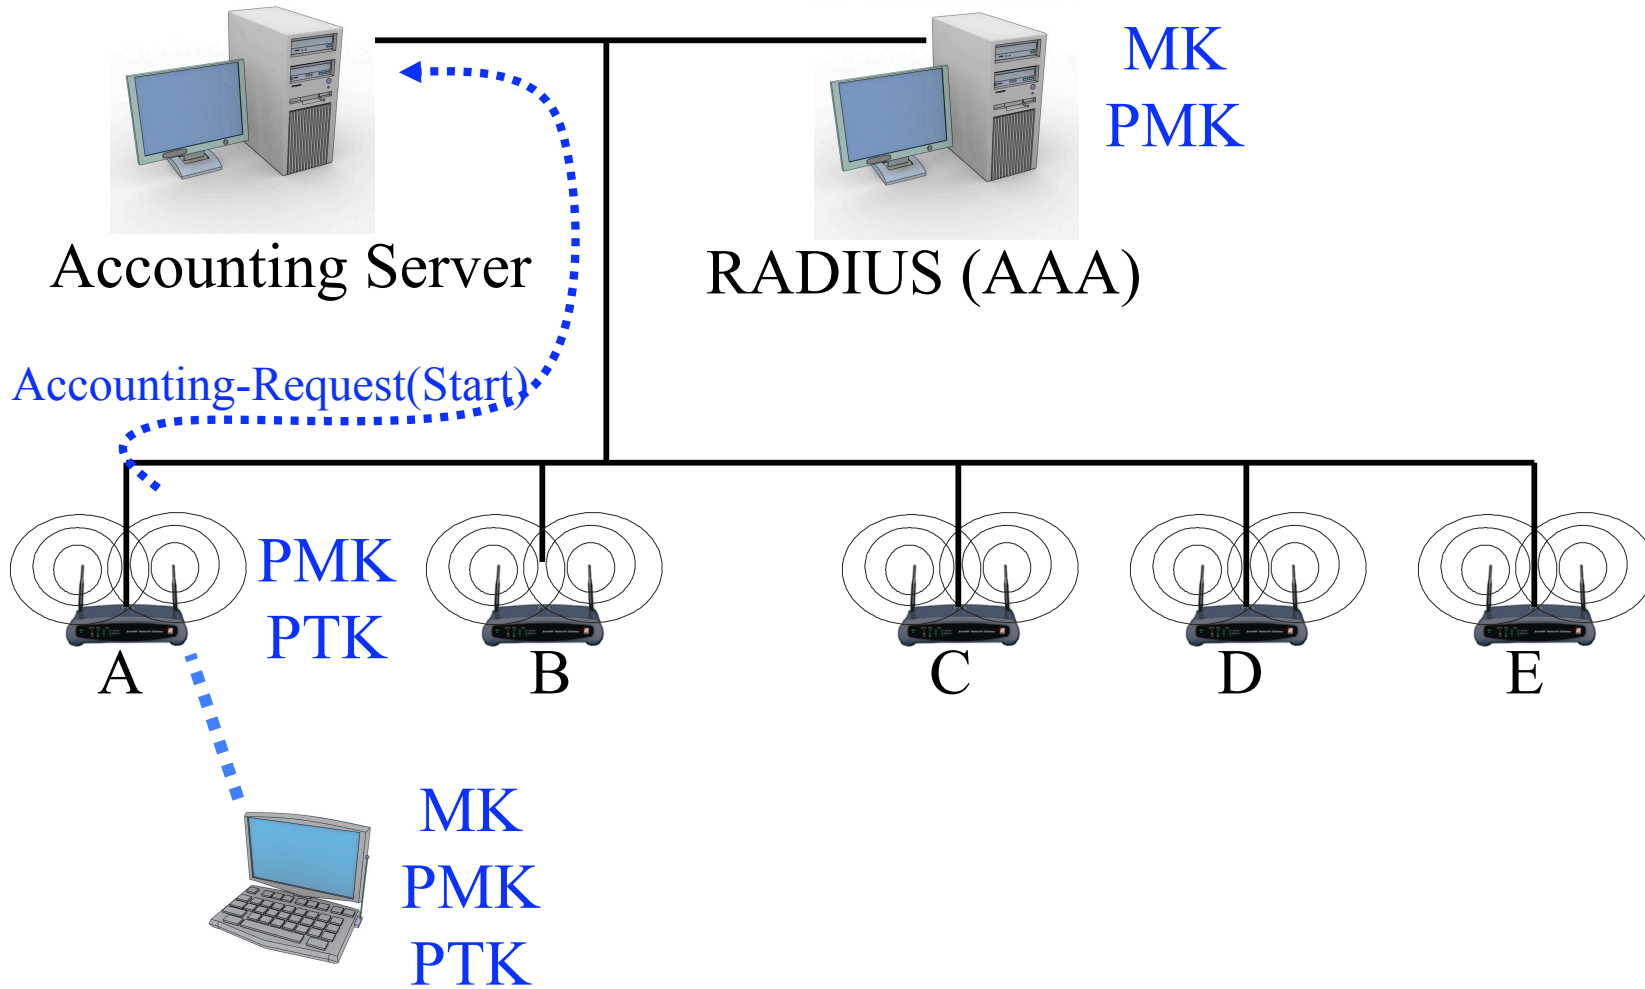 MK
PMK
Accounting Server
RADIUS (AAA)
Accounting-Request(Start)
PMK
PTK
A
B
C
D
E
MK
PMK
PTK